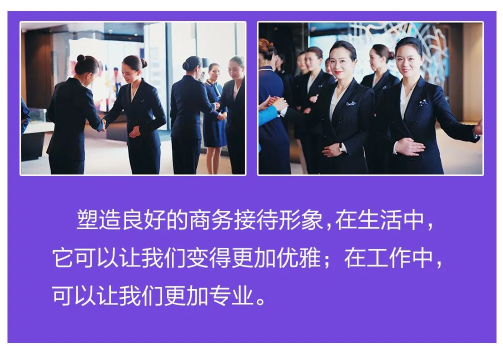 塑造良好的商务接待形象,在生活中,
它可以让我们变得更加优雅；在工作中,
可以让我们更加专业。